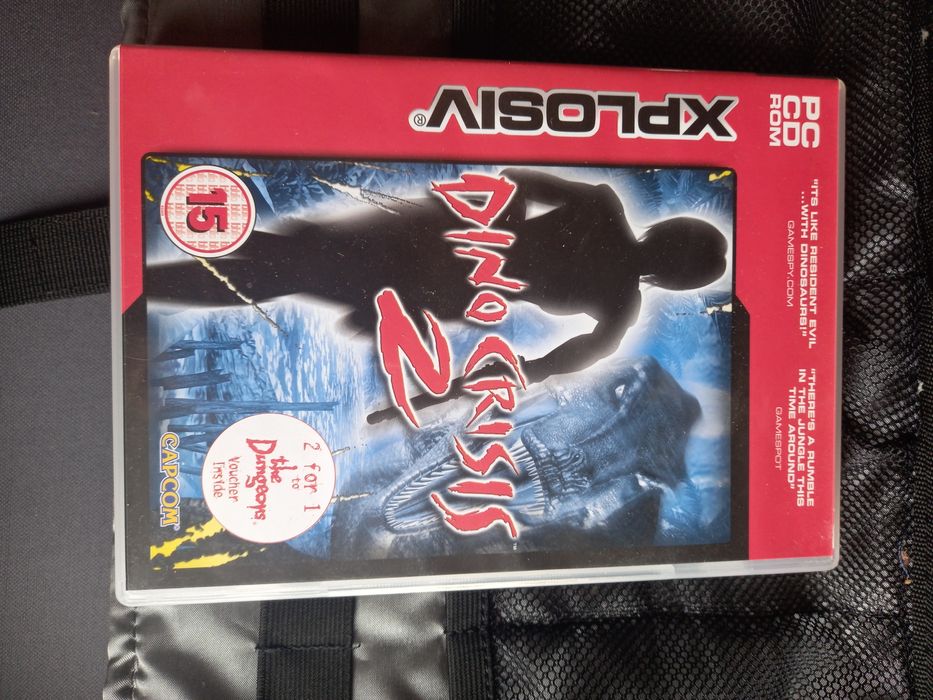 PC
CD
ROM
"ITS LIKE RESIDENT EVIL
...WITH DINOSAURS!"
GAMESPY.COM
"THERE'S A RUMBLE
IN THE JUNGLE THIS
TIME AROUND"
GAMESPOT
XPLOSIV®
DINO CRISIS™
2
15
2 for 1
to
the
Dungeons.
Voucher
Inside
CAPCOM®